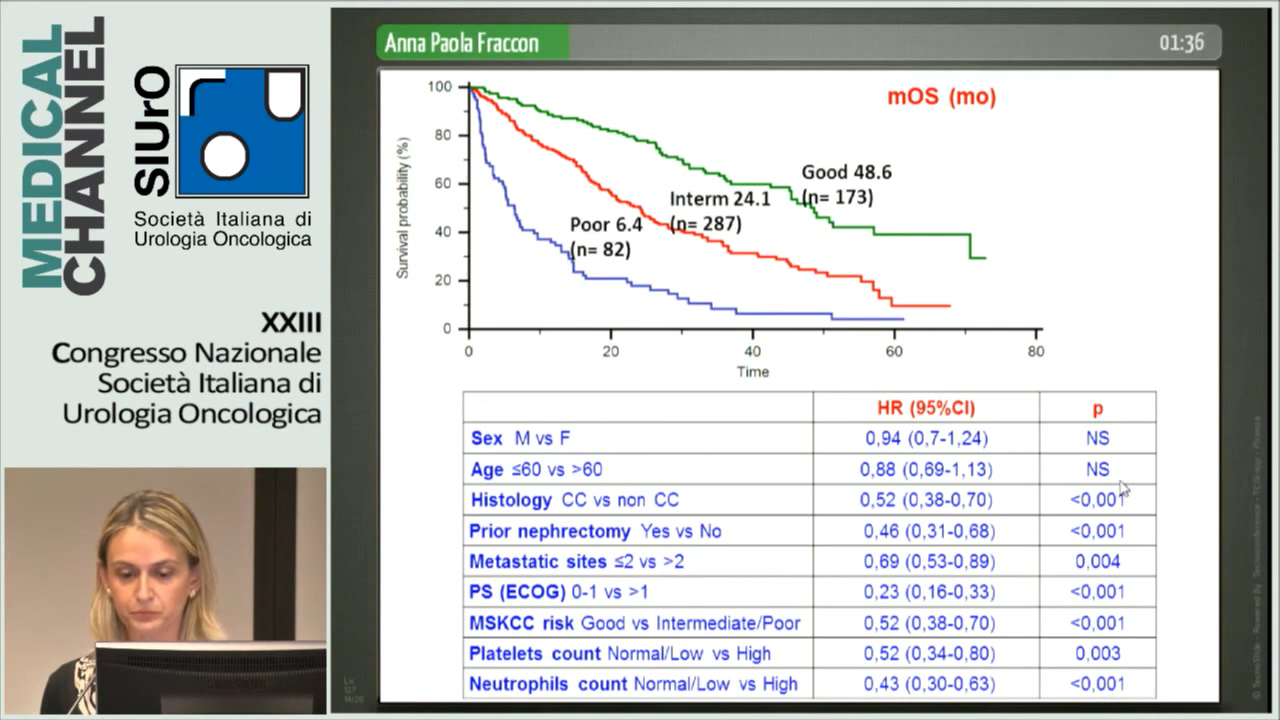 MEDICAL
CHANNEL
SIUrO
Società Italiana di
Urologia Oncologica
XXIII
Congresso Nazionale
Società Italiana di
Urologia Oncologica
Anna Paola Fraccon
01:36
mOS (mo)
Survival probability (%)
100
80
60
40
20
0
Good 48.6
(n= 173)
Interm 24.1
(n= 287)
Poor 6.4
(n= 82)
0 20 40 60 80
Time
HR (95%CI) p
Sex M vs F 0,94 (0,7-1,24) NS
Age ≤60 vs >60 0,88 (0,69-1,13) NS
Histology CC vs non CC 0,52 (0,38-0,70) <0,001
Prior nephrectomy Yes vs No 0,46 (0,31-0,68) <0,001
Metastatic sites ≤2 vs >2 0,69 (0,53-0,89) 0,004
PS (ECOG) 0-1 vs >1 0,23 (0,16-0,33) <0,001
MSKCC risk Good vs Intermediate/Poor 0,52 (0,38-0,70) <0,001
Platelets count Normal/Low vs High 0,52 (0,34-0,80) 0,003
Neutrophils count Normal/Low vs High 0,43 (0,30-0,63) <0,001